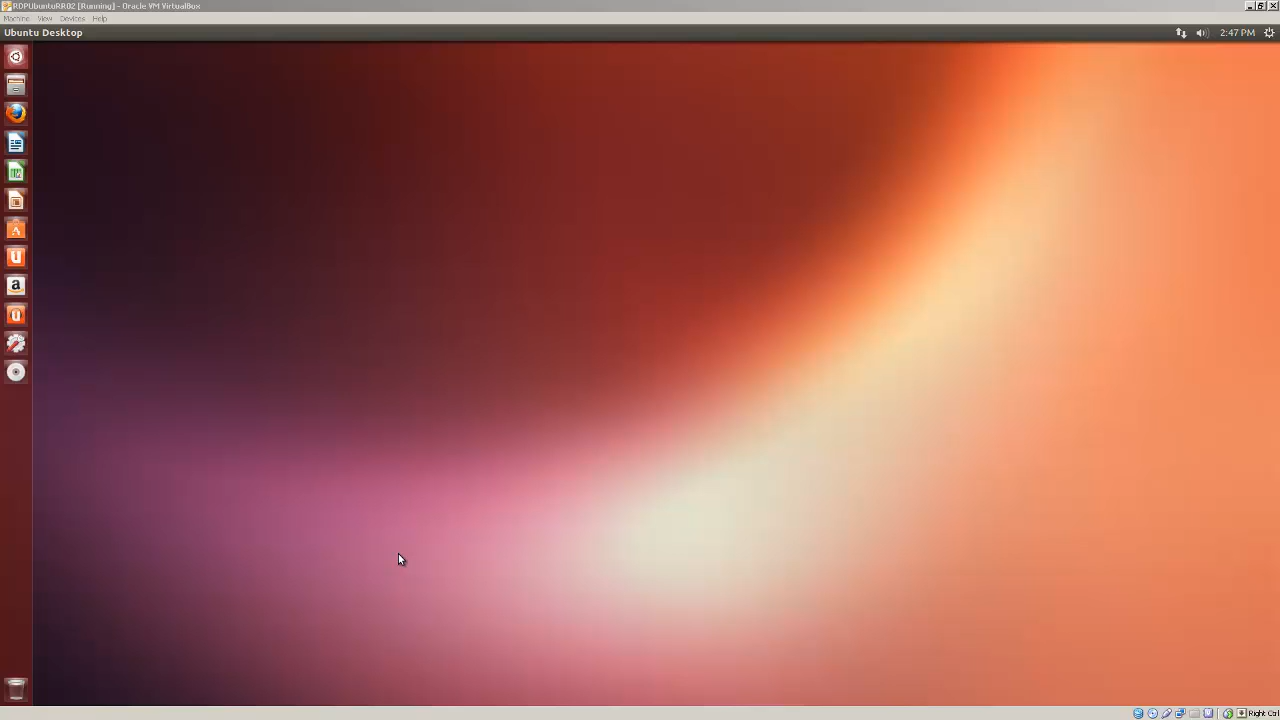 RDPUbuntuRR02 [Running] - Oracle VM VirtualBox
Machine View Devices Help
Ubuntu Desktop 2:47 PM
a
Right Ctrl